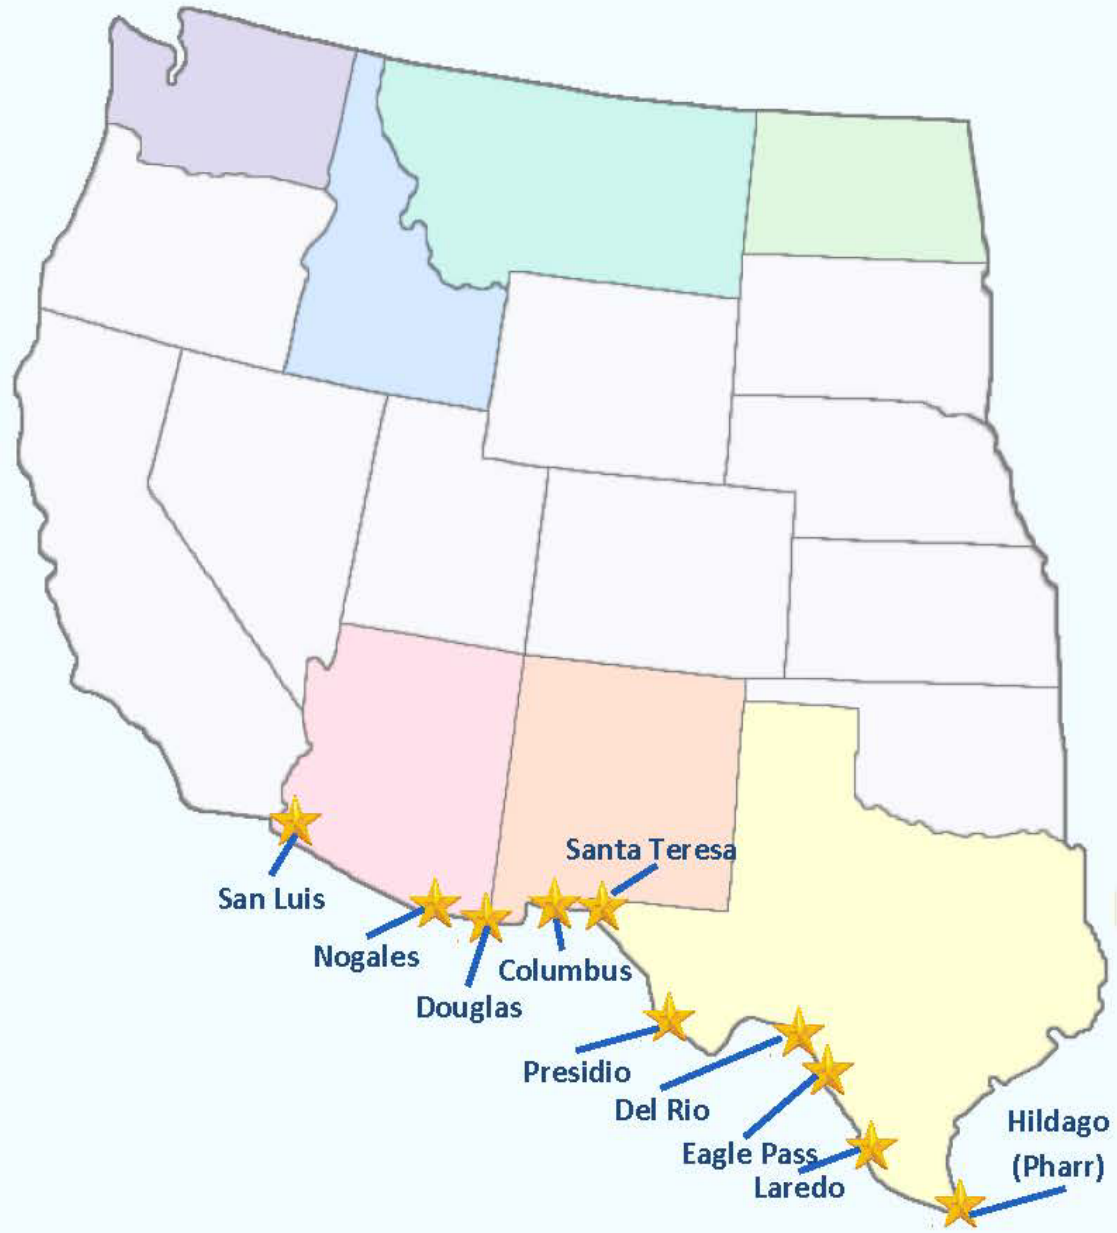 Santa Teresa
San Luis
Nogales
Columbus
Douglas
Presidio
Del Rio
Eagle Pass
Laredo
Hildago
(Pharr)